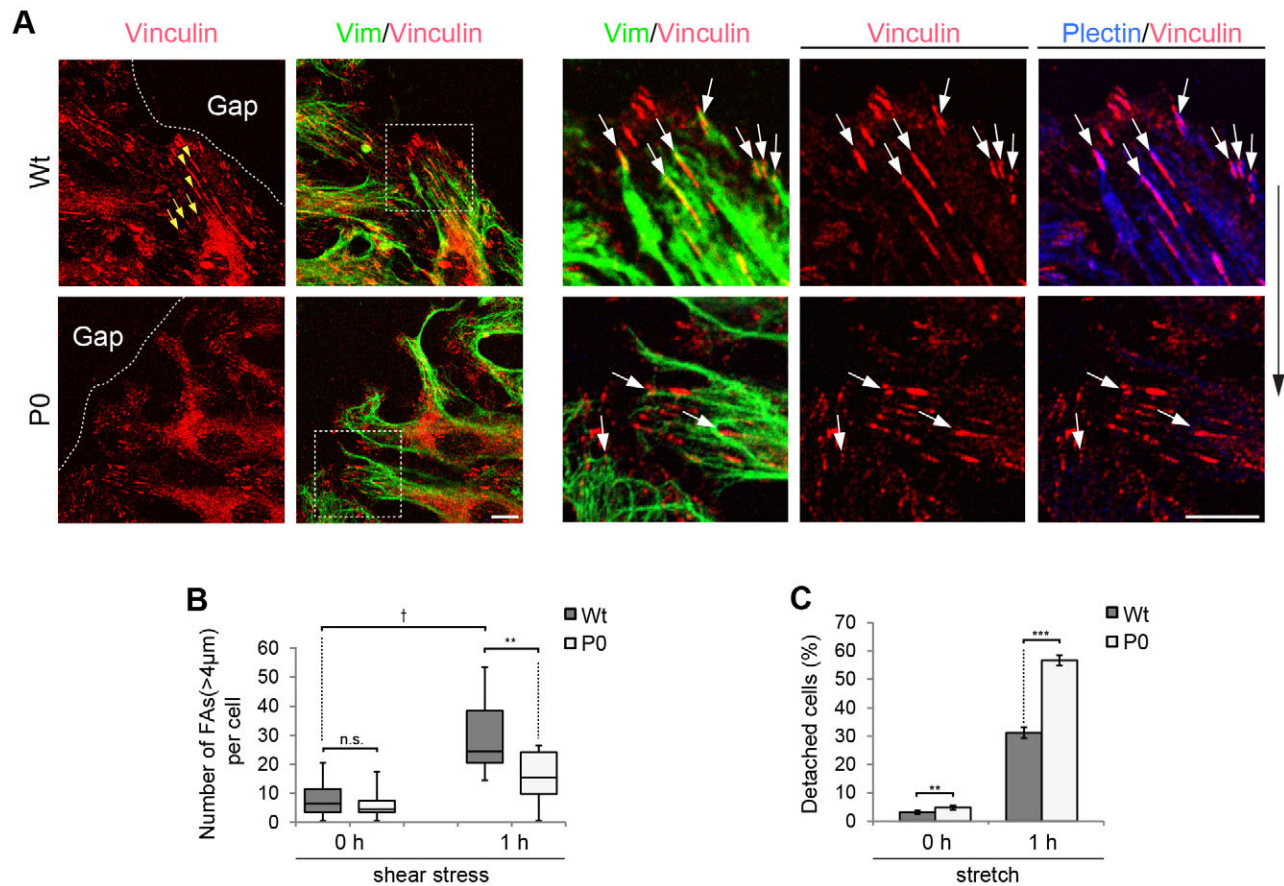 A
Vinculin
Vim/Vinculin
Vim/Vinculin
Vinculin
Plectin/Vinculin
Wt
Gap
P0
Gap
B
Number of FAs(>4µm)
per cell
60
50
40
30
20
10
0
†
**
n.s.
Wt
P0
0 h
1 h
shear stress
C
Detached cells (%)
70
60
50
40
30
20
10
0
***
**
Wt
P0
0 h
1 h
stretch